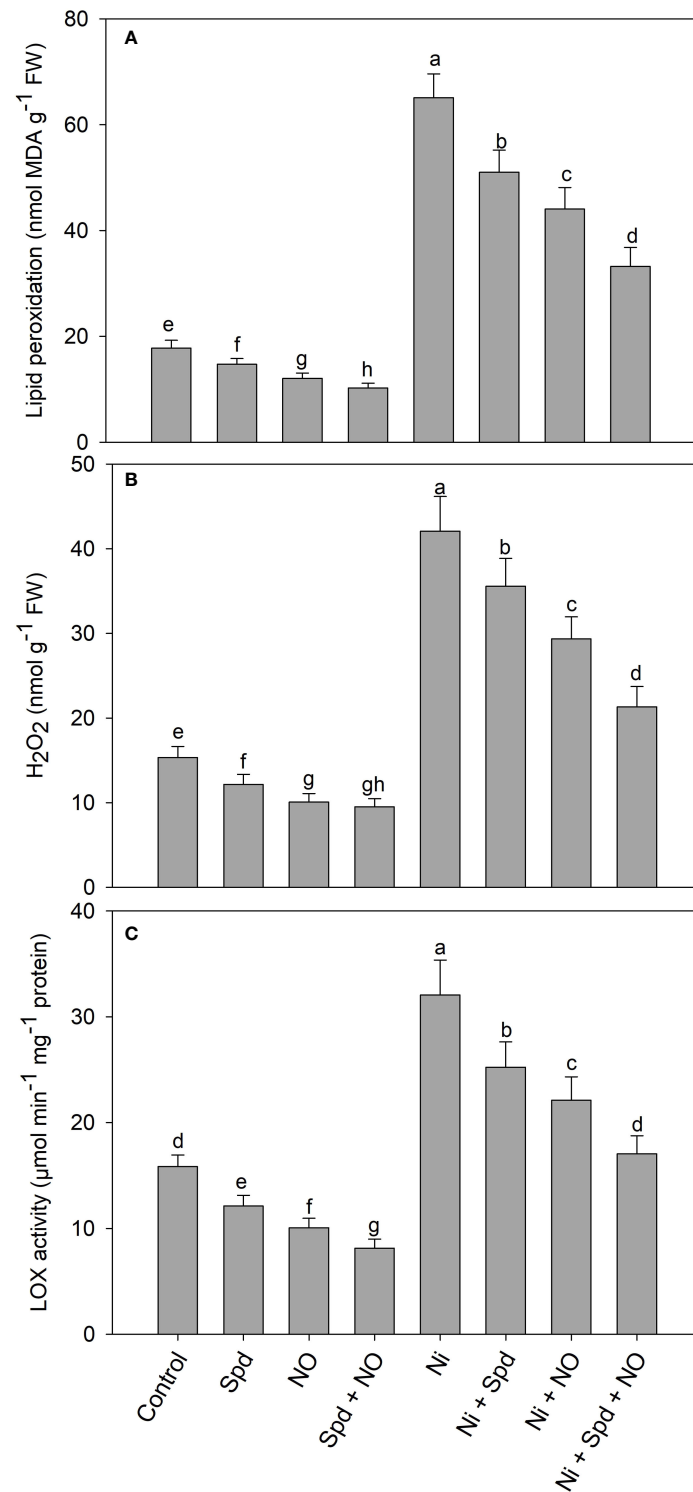 A
Lipid peroxidation (nmol MDA g-1 FW)
80
60
40
20
0
e
f
g
h
a
b
c
d
B
H2O2 (nmol g-1 FW)
50
40
30
20
10
0
e
f
g
gh
a
b
c
d
C
LOX activity (µmol min-1 mg-1 protein)
40
30
20
10
0
d
e
f
g
a
b
c
d
Control
Spd
NO
Spd + NO
Ni
Ni + Spd
Ni + NO
Ni + Spd + NO